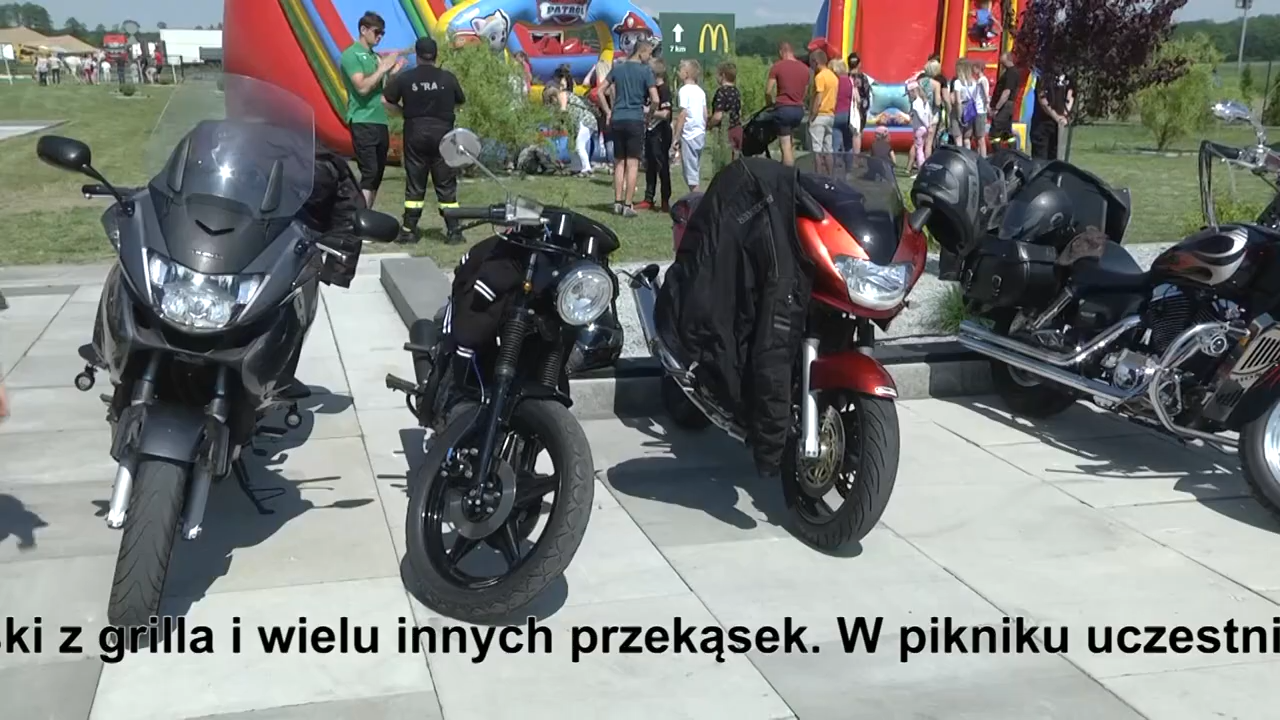 PATROL
7 km
ski z grilla i wielu innych przekąsek. W pikniku uczestni